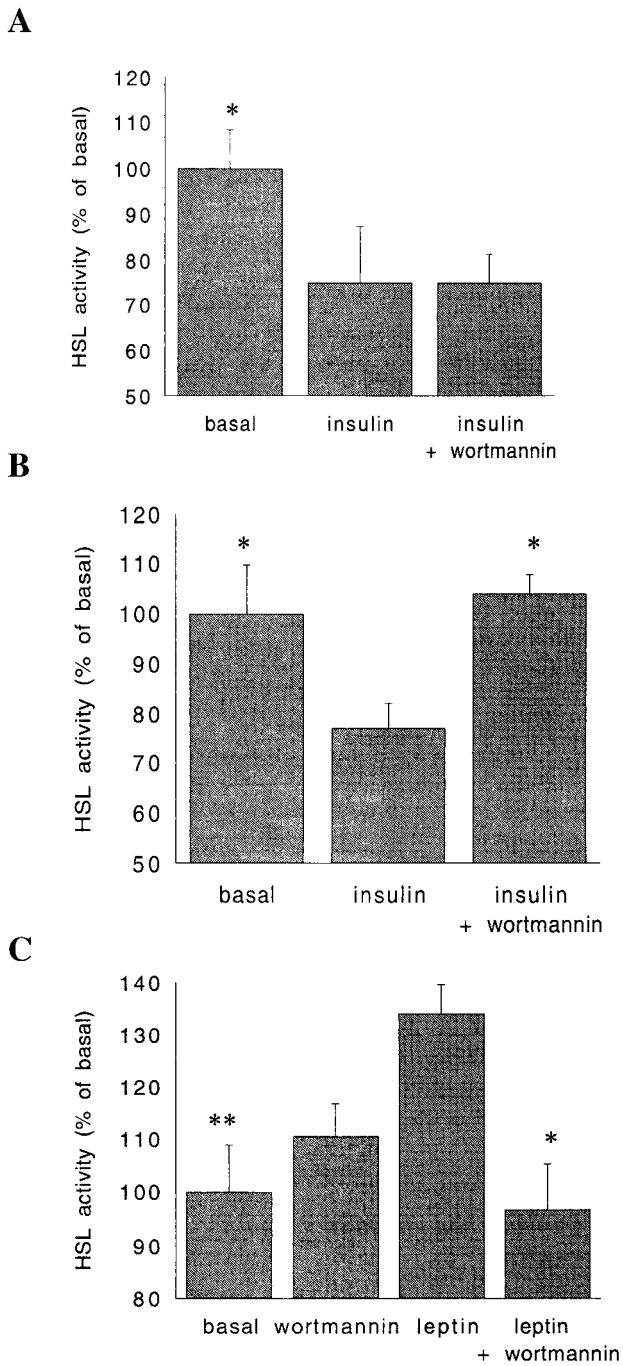 A
HSL activity (% of basal)
120
110
100
90
80
70
60
50
*
basal
insulin
insulin
+ wortmannin
B
HSL activity (% of basal)
120
110
100
90
80
70
60
50
*
*
basal
insulin
insulin
+ wortmannin
C
HSL activity (% of basal)
140
130
120
110
100
90
80
**
*
basal
wortmannin
leptin
leptin
+ wortmannin